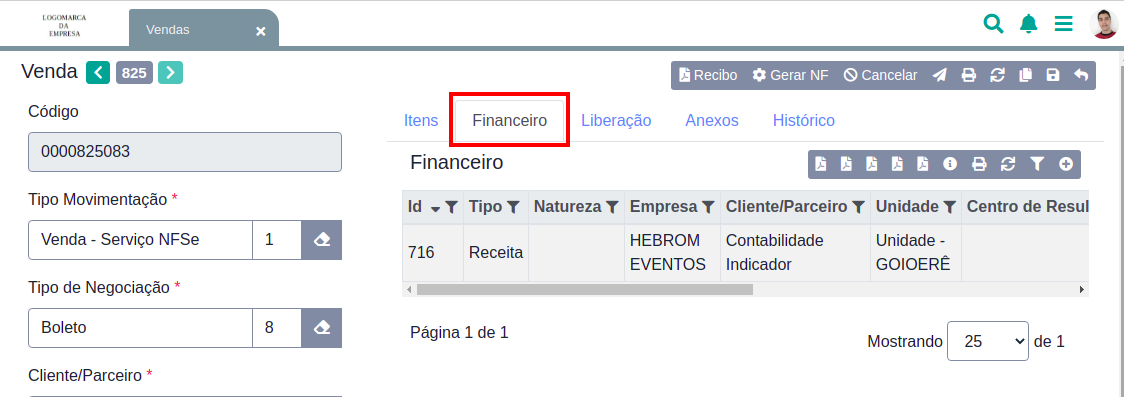 LOGOMARCA
DA
EMPRESA
Vendas
Venda 825
Recibo Gerar NF Cancelar
Código
0000825083
Tipo Movimentação *
Venda - Serviço NFSe 1
Tipo de Negociação *
Boleto 8
Cliente/Parceiro *
Itens Financeiro Liberação Anexos Histórico
Financeiro
Id Tipo Natureza Empresa Cliente/Parceiro Unidade Centro de Resul
716 Receita HEBROM EVENTOS Contabilidade Indicador Unidade - GOIOERÊ
Página 1 de 1
Mostrando 25 de 1